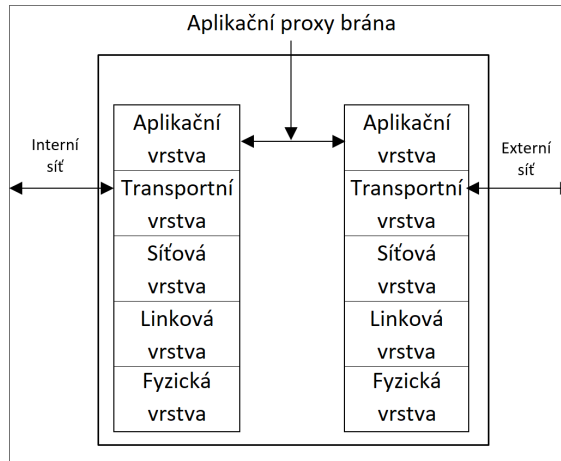 Aplikační proxy brána
Interní
síť
Aplikační
vrstva
Transportní
vrstva
Síťová
vrstva
Linková
vrstva
Fyzická
vrstva
Aplikační
vrstva
Transportní
vrstva
Síťová
vrstva
Linková
vrstva
Fyzická
vrstva
Externí
síť